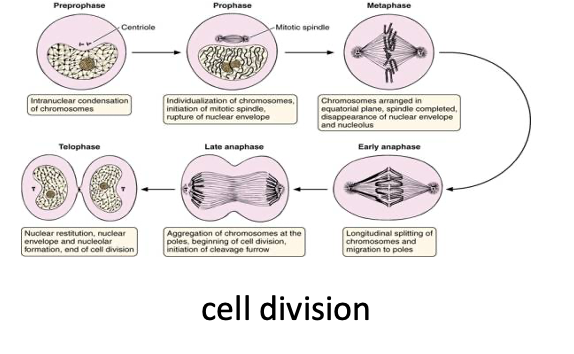 Preprophase
Prophase
Metaphase
Centriole
Mitotic spindle
Intranuclear condensation
of chromosomes
Individualization of chromosomes,
initiation of mitotic spindle,
rupture of nuclear envelope
Chromosomes arranged in
equatorial plane, spindle completed,
disappearance of nuclear envelope
and nucleolus
Telophase
Late anaphase
Early anaphase
T
T
Nuclear restitution, nuclear
envelope and nucleolar
formation, end of cell division
Aggregation of chromosomes at the
poles, beginning of cell division,
initiation of cleavage furrow
Longitudinal splitting of
chromosomes and
migration to poles
cell division